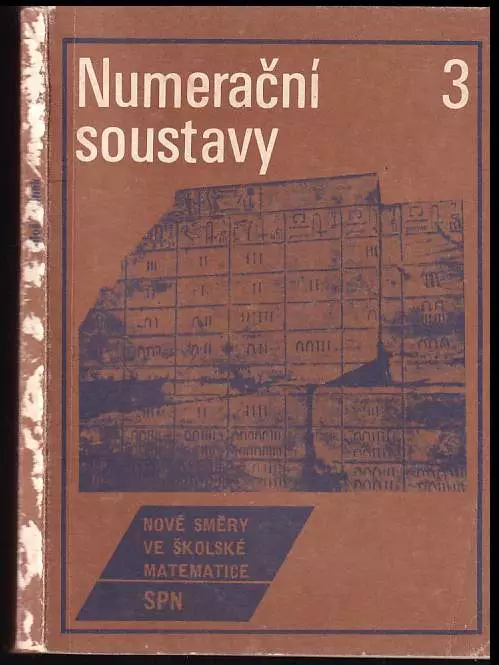 Numerační 3
soustavy
NOVÉ SMĚRY
VE ŠKOLSKÉ
MATEMATICE
SPN